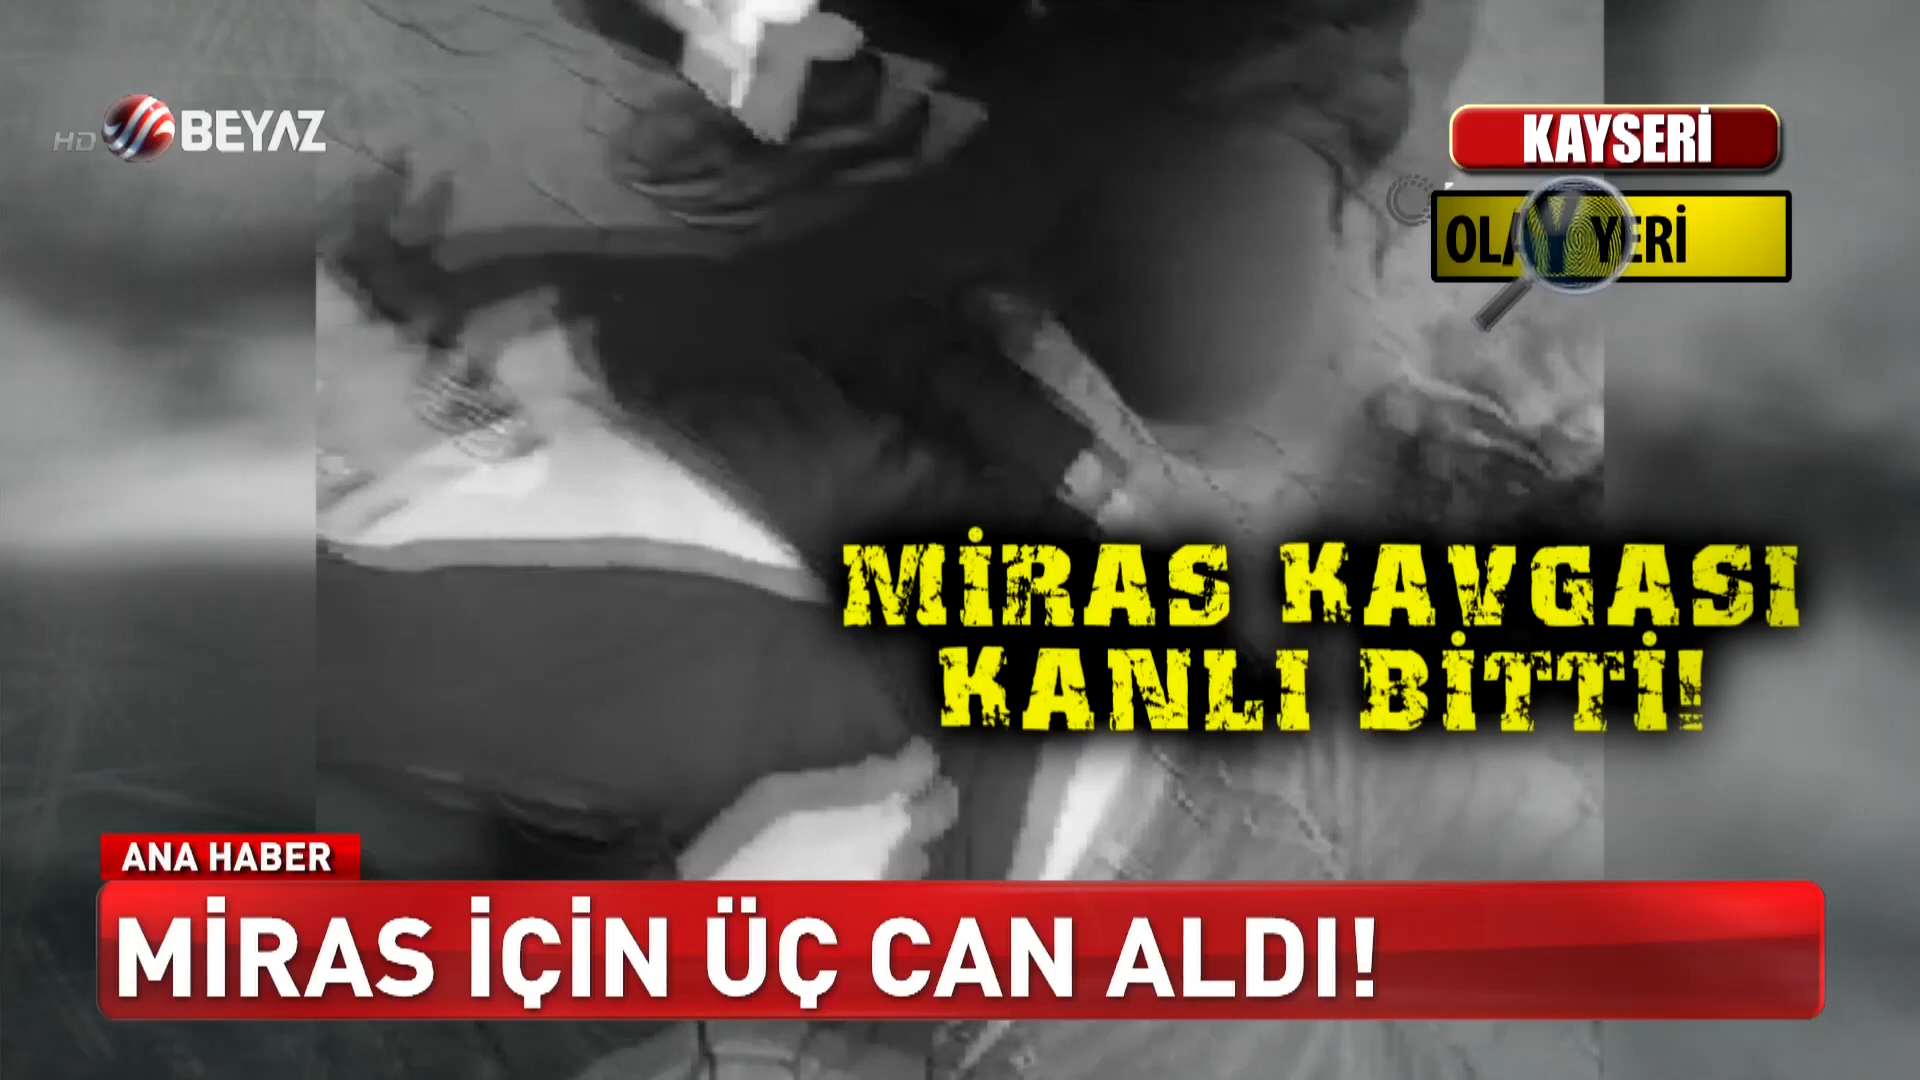 HD BEYAZ
KAYSERİ
OLAY YERİ
MİRAS KAVGASI
KANLI BİTTİ!
ANA HABER
MİRAS İÇİN ÜÇ CAN ALDI!